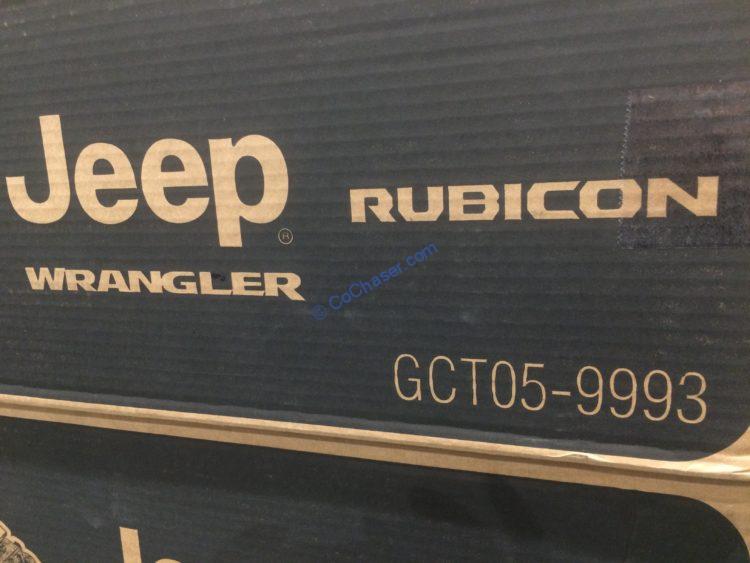 Jeep®
RUBICON
WRANGLER
© CoChaser.com
GCT05-9993